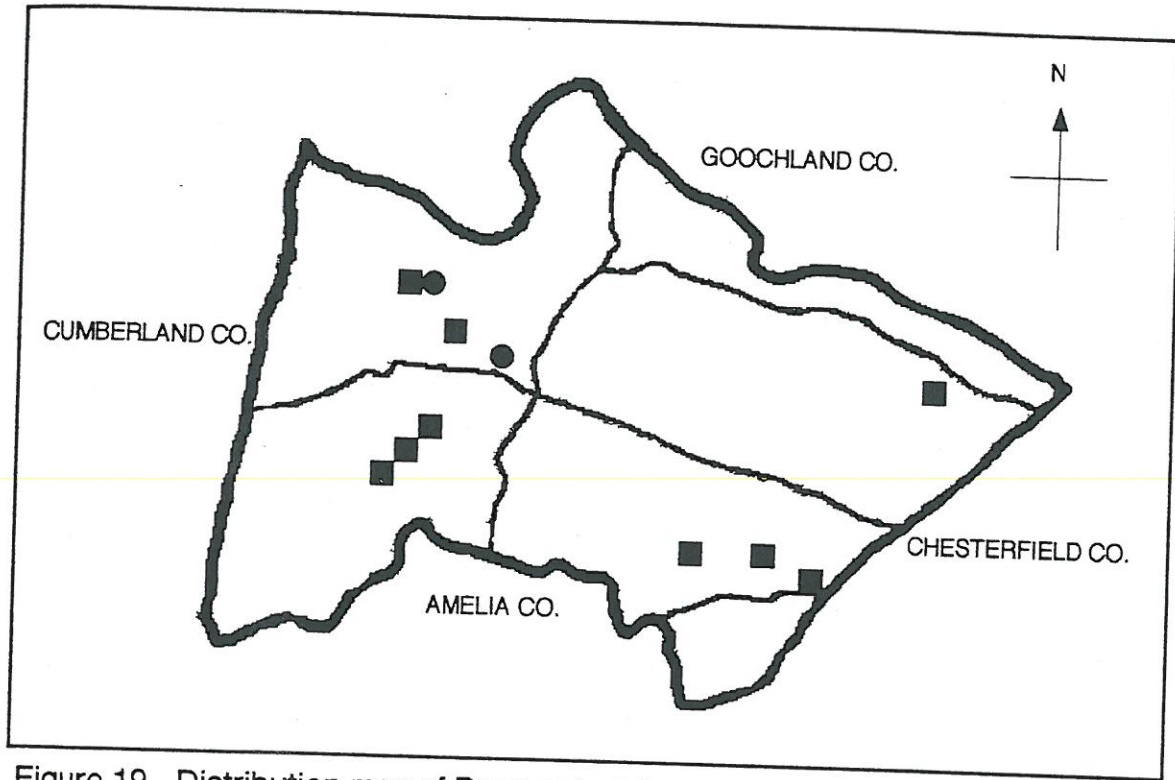 N
GOOCHLAND CO.
CUMBERLAND CO.
CHESTERFIELD CO.
AMELIA CO.
Figure 19. Distribution map of